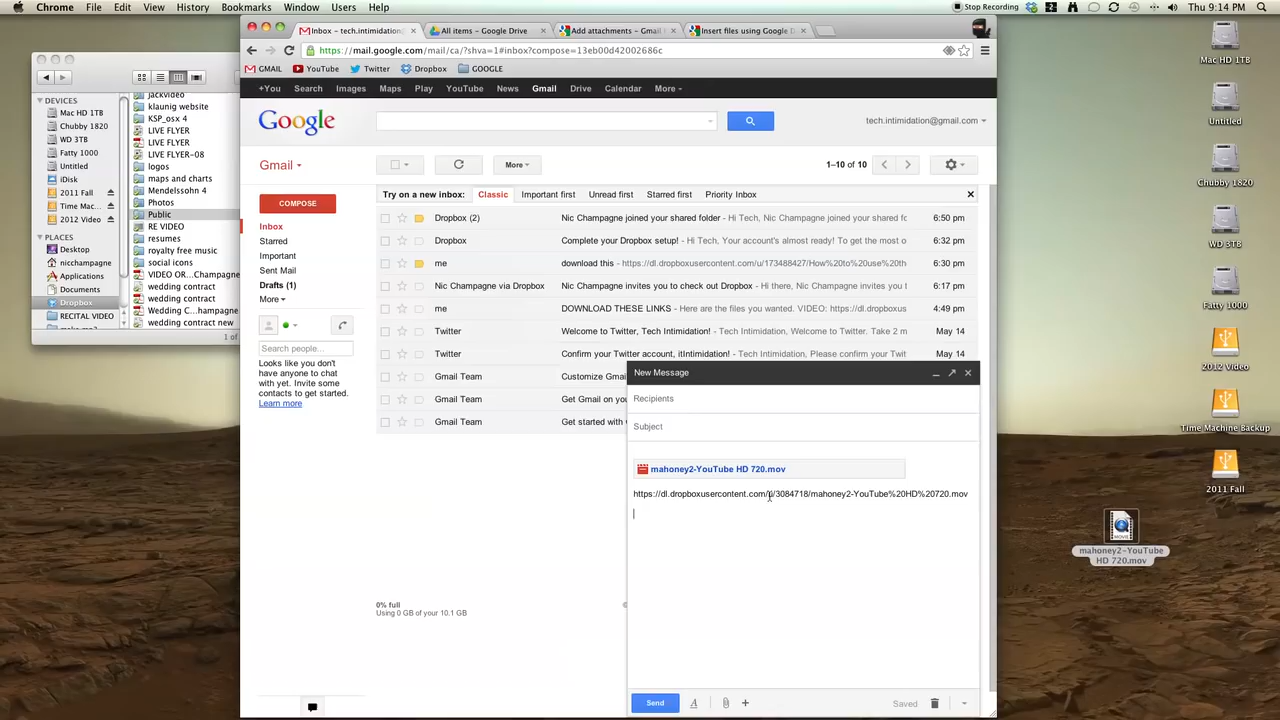 Chrome File Edit View History Bookmarks Window Users Help
Stop Recording Thu 9:14 PM
DEVICES
Mac HD 1TB
Chubby 1820
WD 3TB
Fatty 1000
Untitled
iDisk
2011 Fall
Time Mac...
2012 Video
PLACES
Desktop
nicchampagne
Applications
Documents
Dropbox
RECITAL VIDEO
jackvideo
klaunig website
KSP_osx 4
LIVE FLYER
LIVE FLYER
LIVE FLYER-08
logos
maps and charts
Mendelssohn 4
Photos
Public
RE VIDEO
resumes
royalty free music
social icons
VIDEO OR...Champagne
wedding contract
wedding contract
Wedding C...hampagne
wedding contract new
1 of
Inbox - tech.intimidation@g
All items - Google Drive
Add attachments - Gmail
Insert files using Google D
https://mail.google.com/mail/ca/?shva=1#inbox?compose=13eb00d42002686c
GMAIL YouTube Twitter Dropbox GOOGLE
+You Search Images Maps Play YouTube News Gmail Drive Calendar More
Google
tech.intimidation@gmail.com
Gmail
More
1–10 of 10
COMPOSE
Inbox
Starred
Important
Sent Mail
Drafts (1)
More
Search people...
Looks like you don't
have anyone to chat
with yet. Invite some
contacts to get started.
Learn more
Try on a new inbox: Classic Important first Unread first Starred first Priority Inbox
Dropbox (2) Nic Champagne joined your shared folder - Hi Tech, Nic Champagne joined your shared fc 6:50 pm
Dropbox Complete your Dropbox setup! - Hi Tech, Your account's almost ready! To get the most o 6:32 pm
me download this - https://dl.dropboxusercontent.com/u/173488427/How%20to%20use%20th 6:30 pm
Nic Champagne via Dropbox Nic Champagne invites you to check out Dropbox - Hi there, Nic Champagne invites you t 6:17 pm
me DOWNLOAD THESE LINKS - Here are the files you wanted. VIDEO: https://dl.dropboxuserc 4:49 pm
Twitter Welcome to Twitter, Tech Intimidation! - Tech Intimidation, Welcome to Twitter. Take 2 m May 14
Twitter Confirm your Twitter account, itIntimidation! - Tech Intimidation, Please confirm your Twit May 14
Gmail Team Customize Gmail
Gmail Team Get Gmail on you
Gmail Team Get started with
0% full
Using 0 GB of your 10.1 GB
New Message
Recipients
Subject
mahoney2-YouTube HD 720.mov
https://dl.dropboxusercontent.com/u/3084718/mahoney2-YouTube%20HD%20720.mov
Send
Saved
Mac HD 1TB
Untitled
Chubby 1820
WD 3TB
Fatty 1000
2012 Video
Time Machine Backup
2011 Fall
MOVIE
mahoney2-YouTube
HD 720.mov